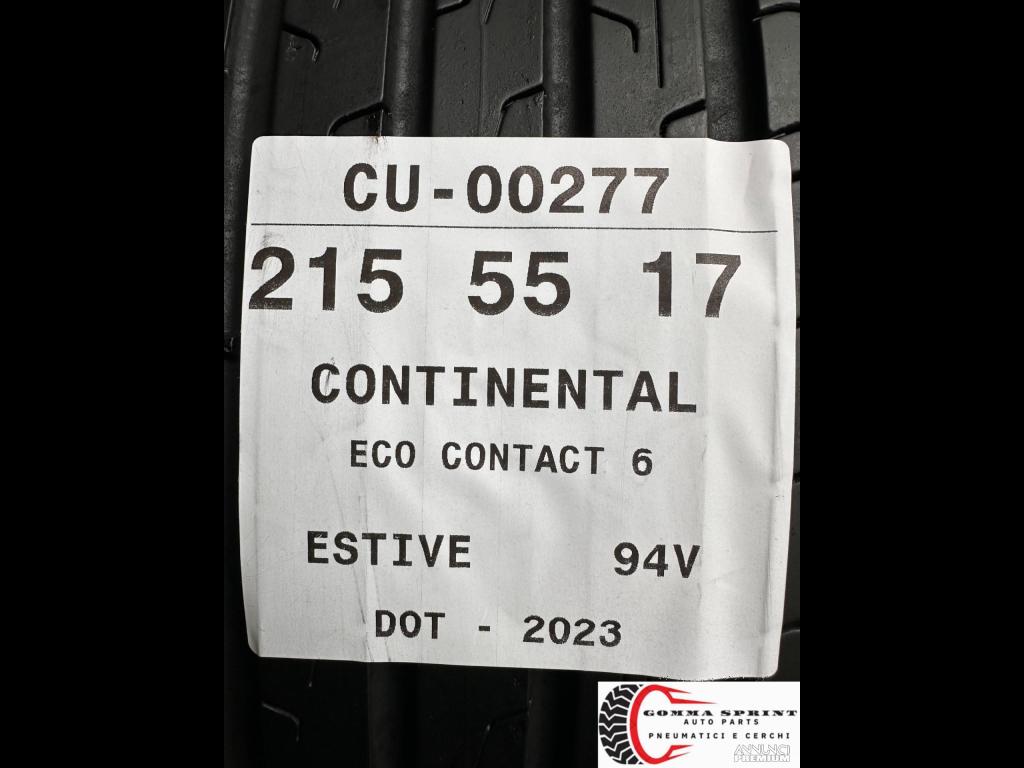 CU-00277
215 55 17
CONTINENTAL
ECO CONTACT 6
ESTIVE 94V
DOT - 2023
GOMMA SPRINT
AUTO PARTS
PNEUMATICI E CERCHI
ANNUNCI
PREMIUM